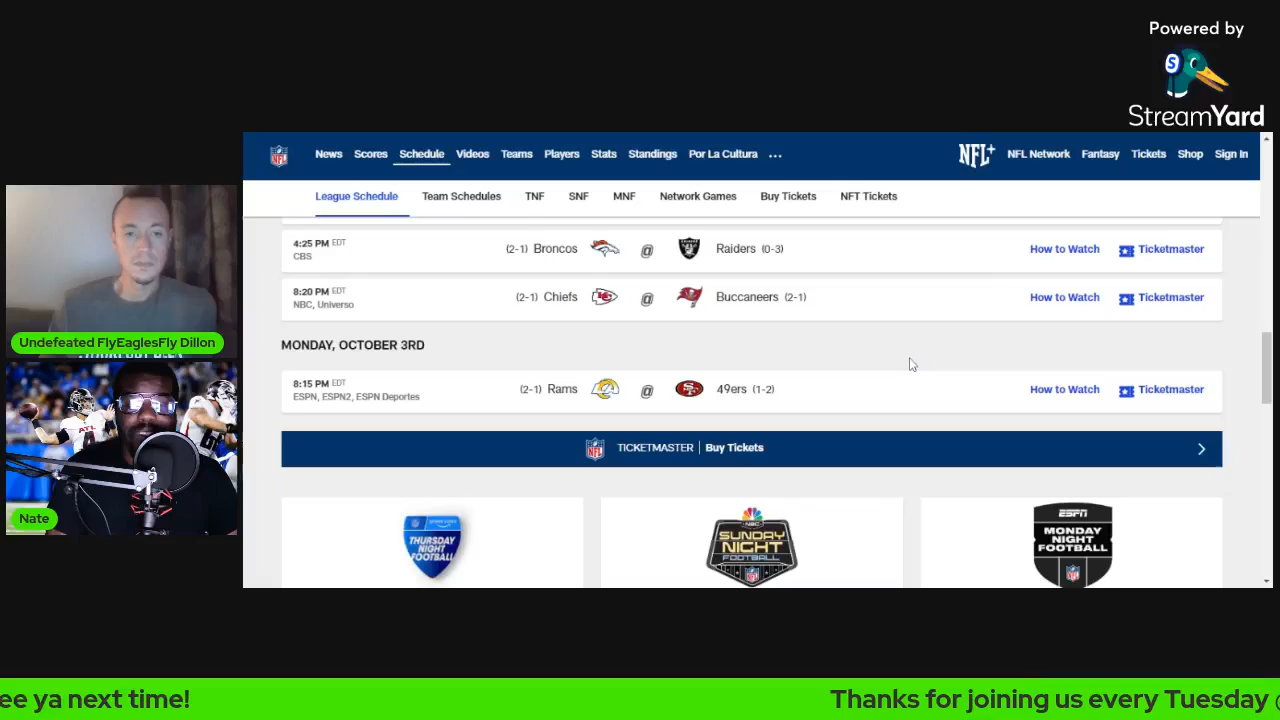 Powered by
StreamYard
NFL
News Scores Schedule Videos Teams Players Stats Standings Por La Cultura ... NFL+ NFL Network Fantasy Tickets Shop Sign In
League Schedule Team Schedules TNF SNF MNF Network Games Buy Tickets NFT Tickets
4:25 PM EDT
CBS
(2-1) Broncos @ Raiders (0-3) How to Watch Ticketmaster
8:20 PM EDT
NBC, Universo
(2-1) Chiefs @ Buccaneers (2-1) How to Watch Ticketmaster
MONDAY, OCTOBER 3RD
8:15 PM EDT
ESPN, ESPN2, ESPN Deportes
(2-1) Rams @ 49ers (1-2) How to Watch Ticketmaster
TICKETMASTER | Buy Tickets
THURSDAY
NIGHT
FOOTBALL
NBC
SUNDAY
NIGHT
FOOTBALL
NFL
ESPN
MONDAY
NIGHT
FOOTBALL
NFL
Undefeated FlyEaglesFly Dillon
ATL
Nate
ee ya next time! Thanks for joining us every Tuesday